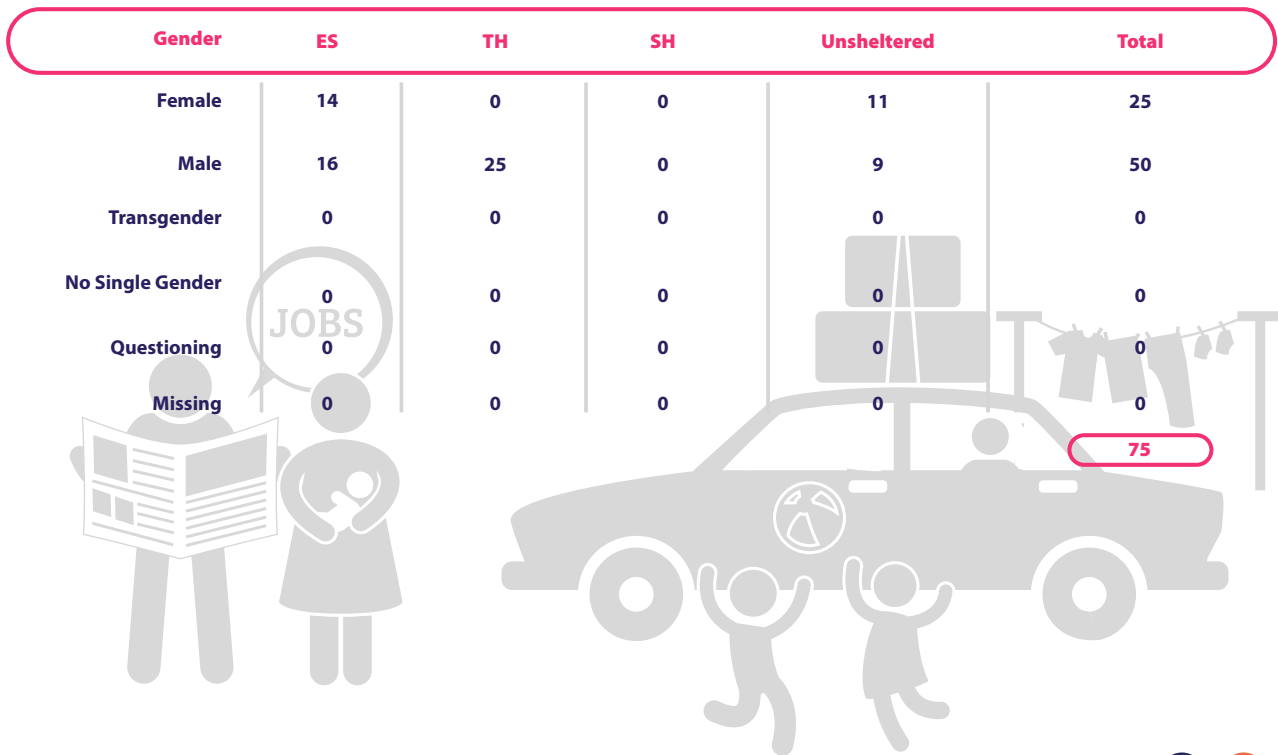 Gender ES TH SH Unsheltered Total
Female 14 0 0 11 25
Male 16 25 0 9 50
Transgender 0 0 0 0 0
No Single Gender 0 0 0 0 0
JOBS
Questioning 0 0 0 0 0
Missing 0 0 0 0 0
75